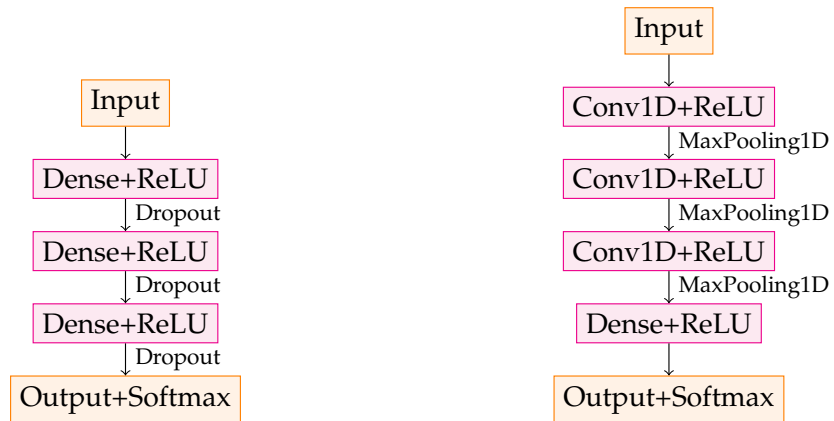 Input
Dense+ReLU
Dropout
Dense+ReLU
Dropout
Dense+ReLU
Dropout
Output+Softmax
Input
Conv1D+ReLU
MaxPooling1D
Conv1D+ReLU
MaxPooling1D
Conv1D+ReLU
MaxPooling1D
Dense+ReLU
Output+Softmax